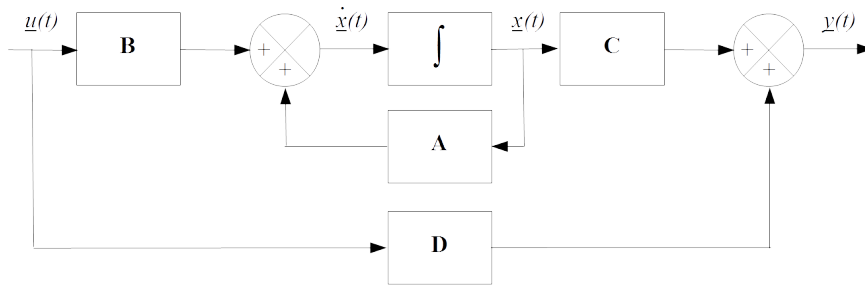 u(t)
B
+
+
ẋ(t)
∫
x(t)
C
+
+
y(t)
A
D